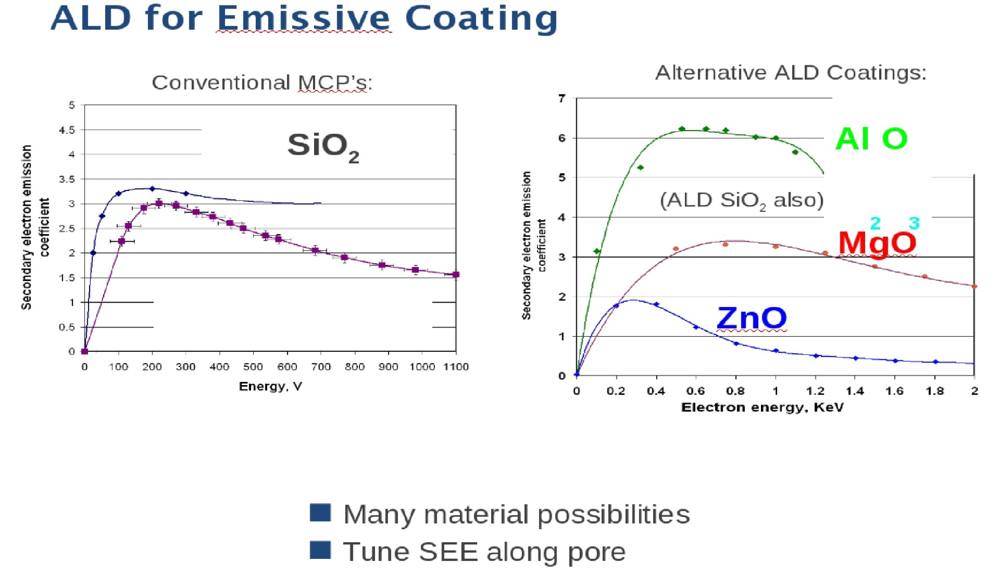 ALD for Emissive Coating
Conventional MCP's:
SiO2
5
4.5
4
3.5
3
2.5
2
1.5
1
0.5
0
Secondary electron emission
coefficient
0 100 200 300 400 500 600 700 800 900 1000 1100
Energy, V
Alternative ALD Coatings:
7
6
5
4
3
2
1
0
Secondary electron emission
coefficient
Al O
(ALD SiO2 also)
2 3
MgO
ZnO
0 0.2 0.4 0.6 0.8 1 1.2 1.4 1.6 1.8 2
Electron energy, KeV
Many material possibilities
Tune SEE along pore